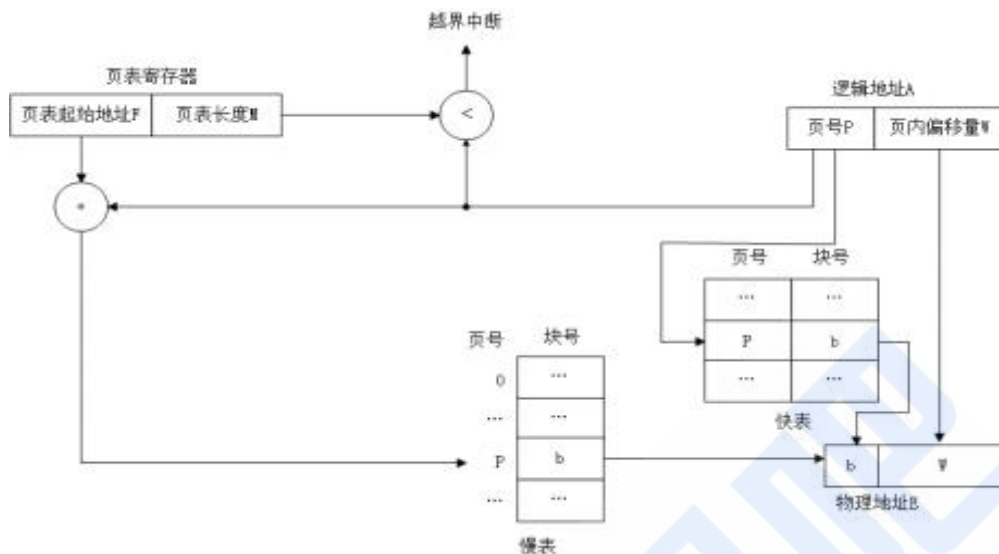 越界中断
页表寄存器
页表起始地址F 页表长度M
<
逻辑地址A
页号P 页内偏移量W
+
页号 块号
... ...
P b
... ...
快表
页号 块号
0 ...
... ...
P b
... ...
慢表
b W
物理地址B